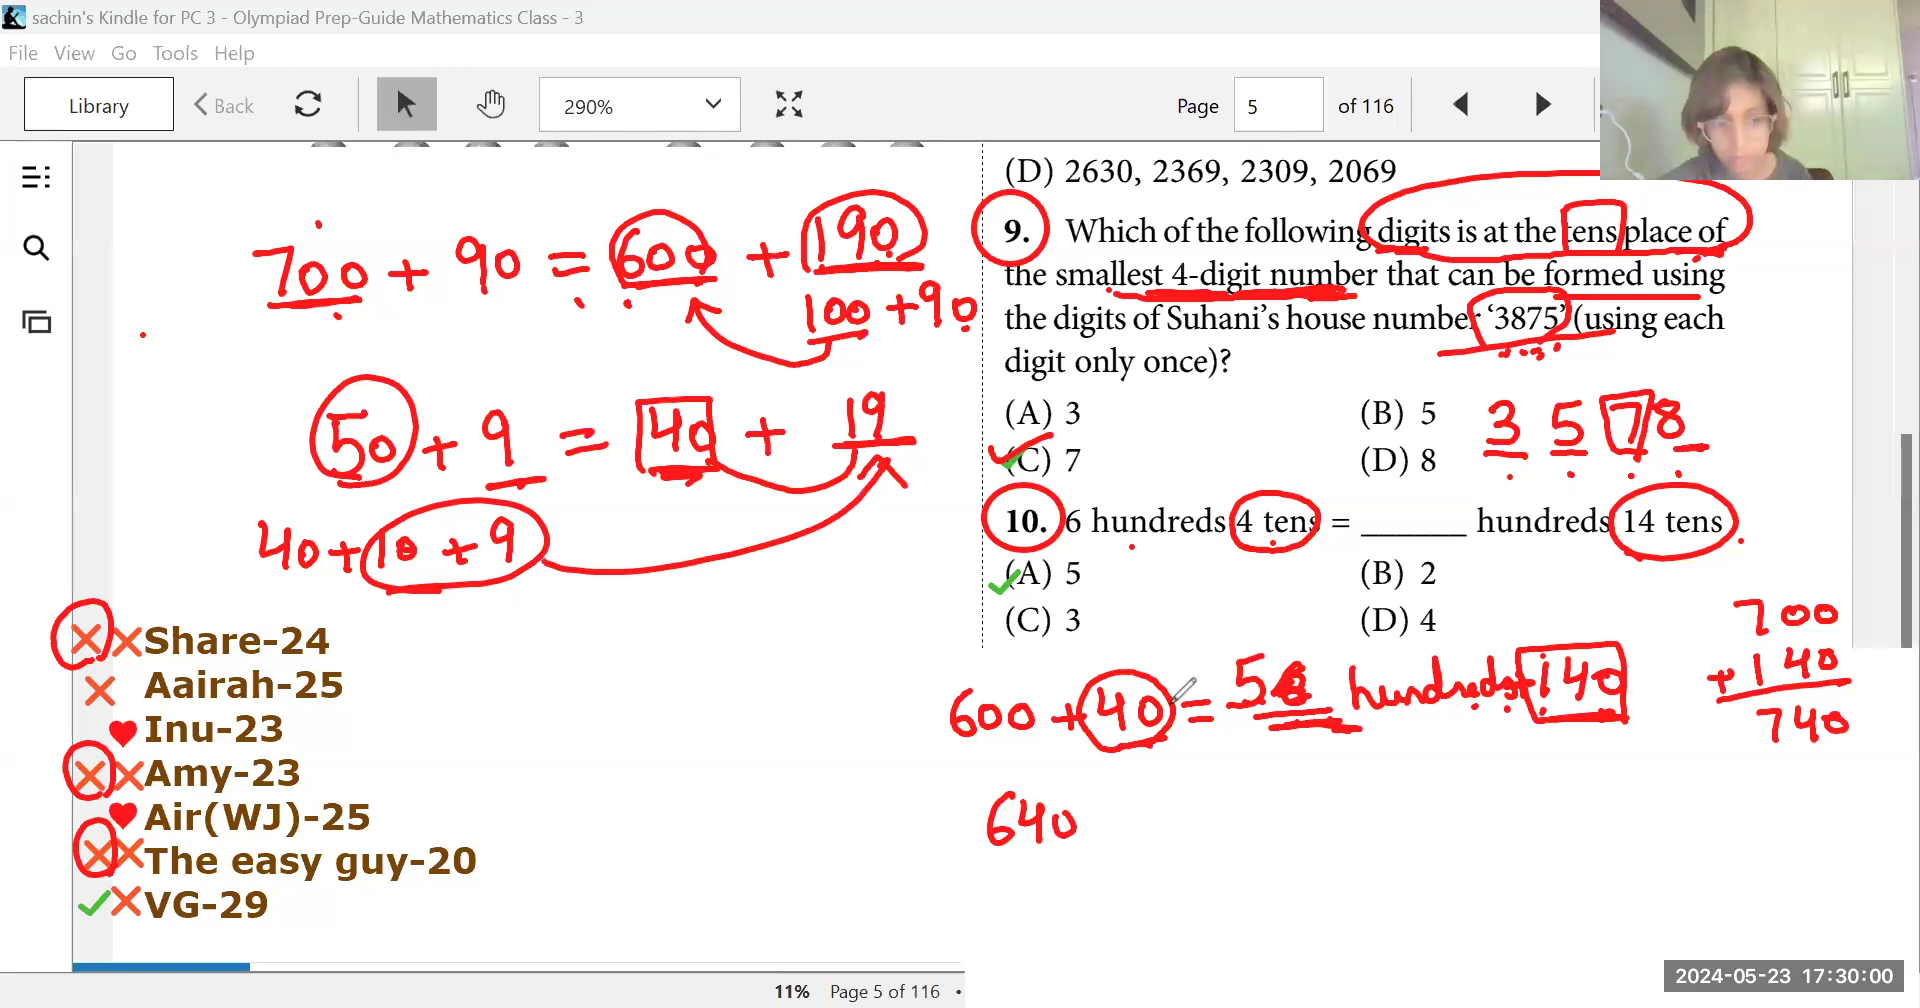 sachin's Kindle for PC 3 - Olympiad Prep-Guide Mathematics Class - 3
File View Go Tools Help
Library Back 290% Page 5 of 116
(D) 2630, 2369, 2309, 2069
9. Which of the following digits is at the tens place of
the smallest 4-digit number that can be formed using
the digits of Suhani's house number '3875' (using each
digit only once)?
(A) 3 (B) 5
(C) 7 (D) 8
3 5 7 8
10. 6 hundreds 4 tens = ______ hundreds 14 tens
(A) 5 (B) 2
(C) 3 (D) 4
700 + 90 = 600 + 190
100 + 90
50 + 9 = 40 + 19
40 + 10 + 9
600 + 40 = 5 hundreds + 140
640
700
+ 140
740
Share-24
Aairah-25
Inu-23
Amy-23
Air(WJ)-25
The easy guy-20
VG-29
11% Page 5 of 116 •
2024-05-23 17:30:00